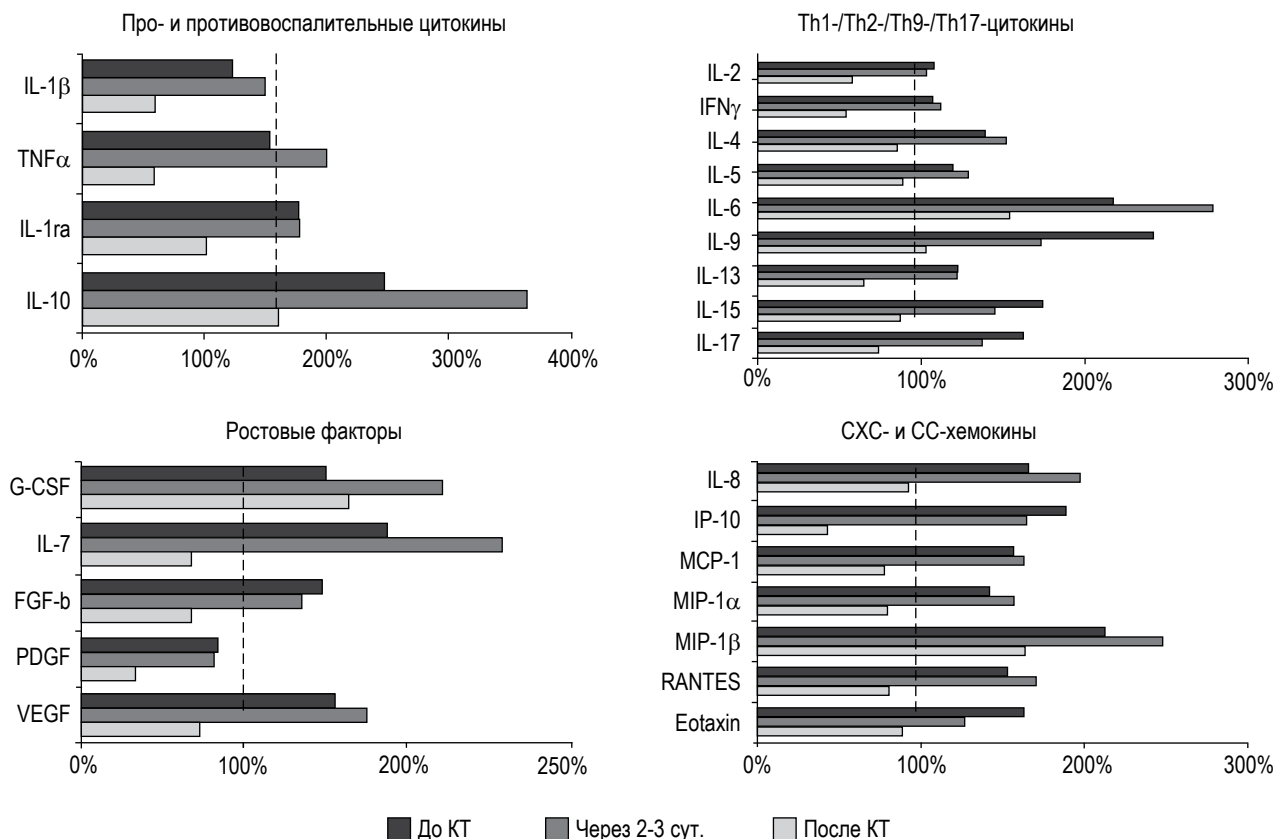 Про- и противовоспалительные цитокины
IL-1β
TNFα
IL-1ra
IL-10
0% 100% 200% 300% 400%
Th1-/Th2-/Th9-/Th17-цитокины
IL-2
IFNγ
IL-4
IL-5
IL-6
IL-9
IL-13
IL-15
IL-17
0% 100% 200% 300%
Ростовые факторы
G-CSF
IL-7
FGF-b
PDGF
VEGF
0% 100% 200% 250%
CXC- и CC-хемокины
IL-8
IP-10
MCP-1
MIP-1α
MIP-1β
RANTES
Eotaxin
0% 100% 200% 300%
До КТ Через 2-3 сут. После КТ